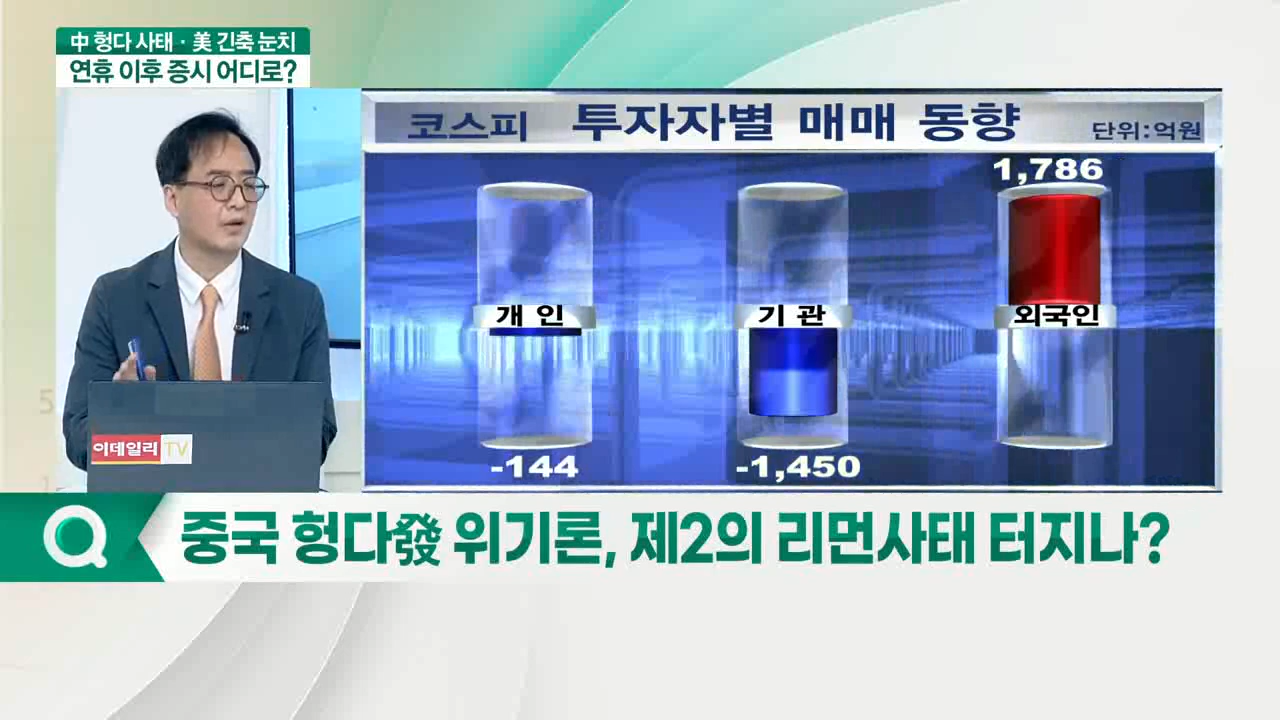 中 헝다 사태· 美 긴축 눈치
연휴 이후 증시 어디로?
코스피 투자자별 매매 동향 단위:억원
1,786
개인 기관 외국인
-144 -1,450
이데일리 TV
Q 중국 헝다發 위기론, 제2의 리먼사태 터지나?